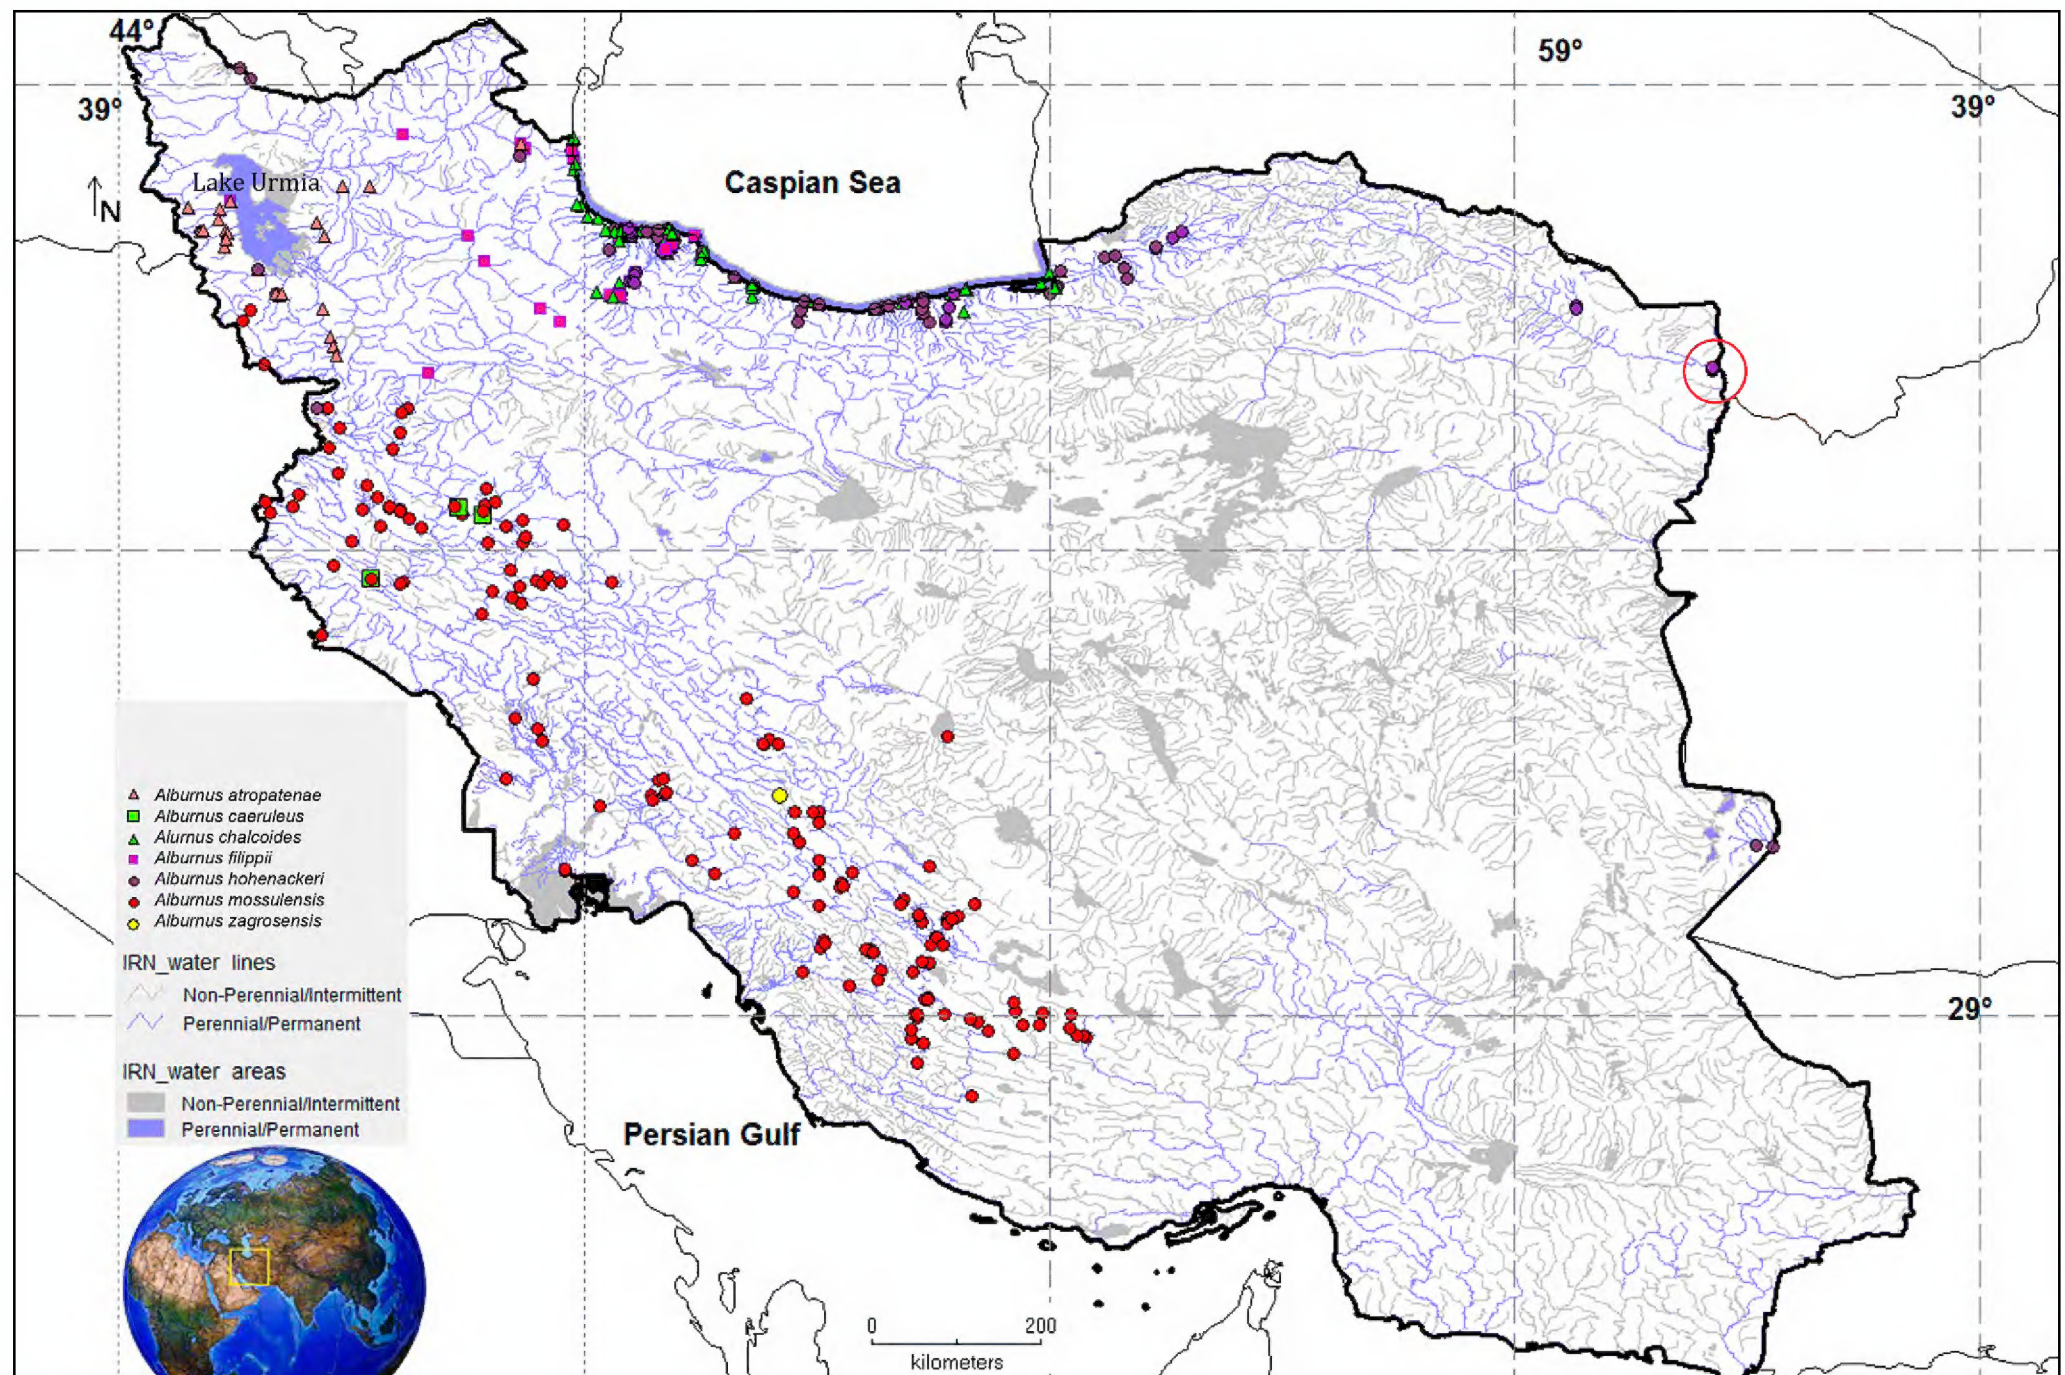 44°
59°
39°
39°
Caspian Sea
Lake Urmia
N
Alburnus atropatenae
Alburnus caeruleus
Alurnus chalcoides
Alburnus filippii
Alburnus hohenackeri
Alburnus mossulensis
Alburnus zagrosensis
IRN_water lines
Non-Perennial/Intermittent
Perennial/Permanent
29°
IRN_water areas
Non-Perennial/Intermittent
Perennial/Permanent
Persian Gulf
0 200
kilometers